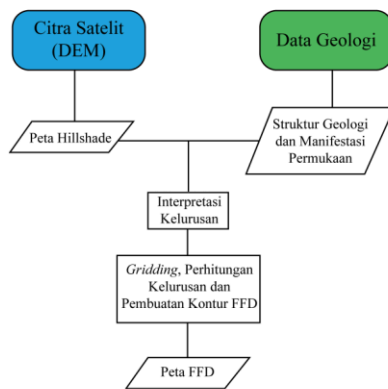 Citra Satelit
(DEM)
Data Geologi
Peta Hillshade
Struktur Geologi
dan Manifestasi
Permukaan
Interpretasi
Kelurusan
Gridding, Perhitungan
Kelurusan dan
Pembuatan Kontur FFD
Peta FFD